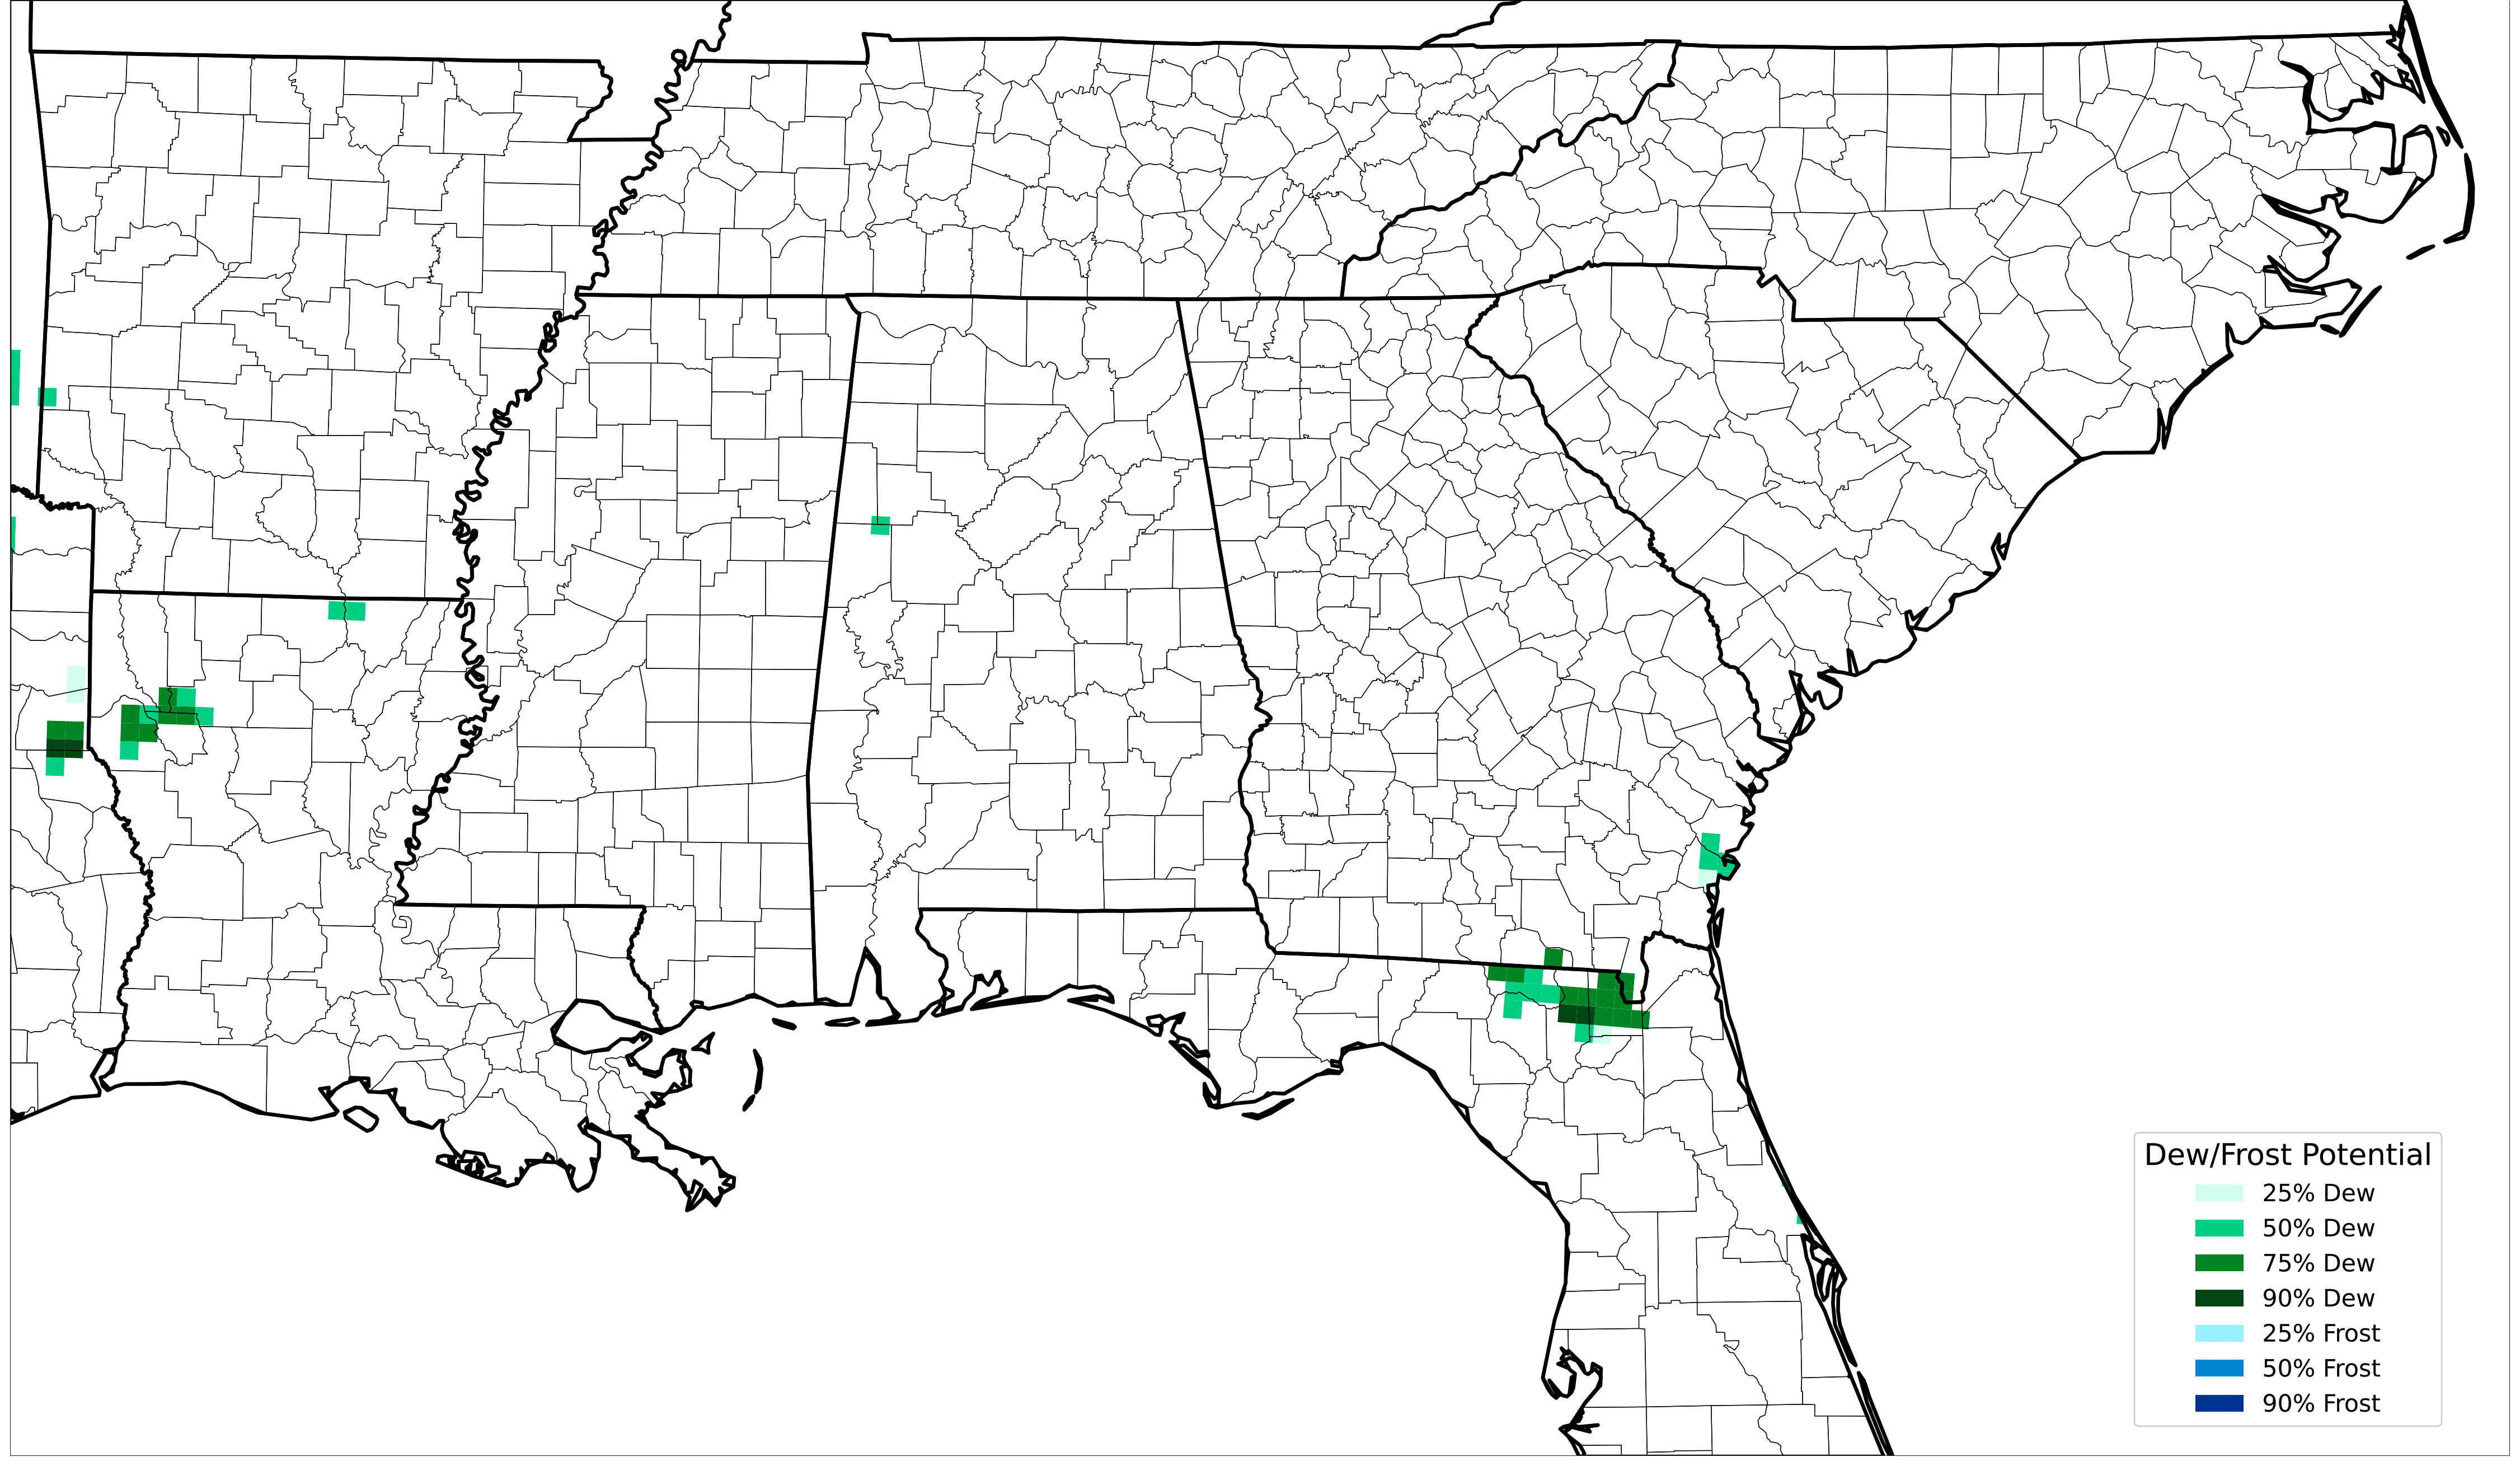 Dew/Frost Potential
25% Dew
50% Dew
75% Dew
90% Dew
25% Frost
50% Frost
90% Frost